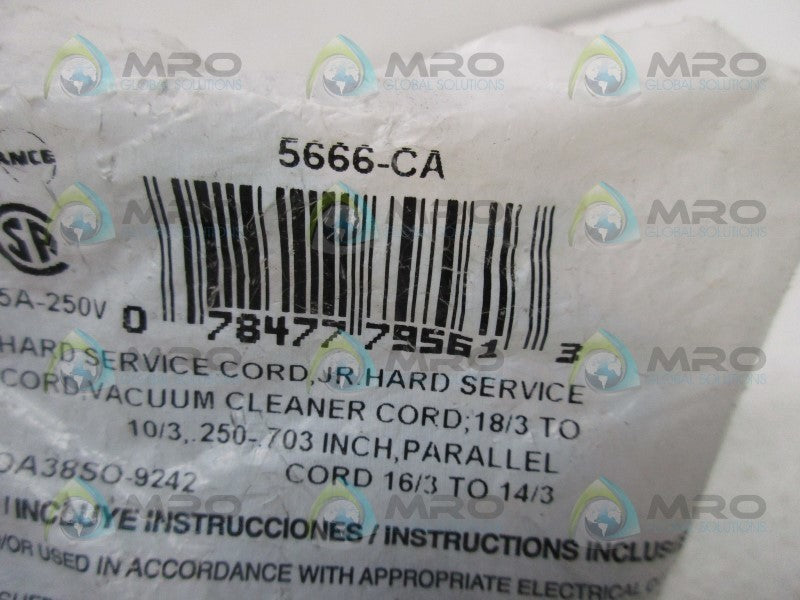 MRO GLOBAL SOLUTIONS
5666-CA
ANCE
5A-250V
0 78477 79561 3
HARD SERVICE CORD,JR.HARD SERVICE
CORD,VACUUM CLEANER CORD;18/3 TO
10/3,.250-.703 INCH,PARALLEL
OA38SO-9242 CORD 16/3 TO 14/3
INCLUYE INSTRUCCIONES / INSTRUCTIONS INCLUS
/OR USED IN ACCORDANCE WITH APPROPRIATE ELECTRICAL